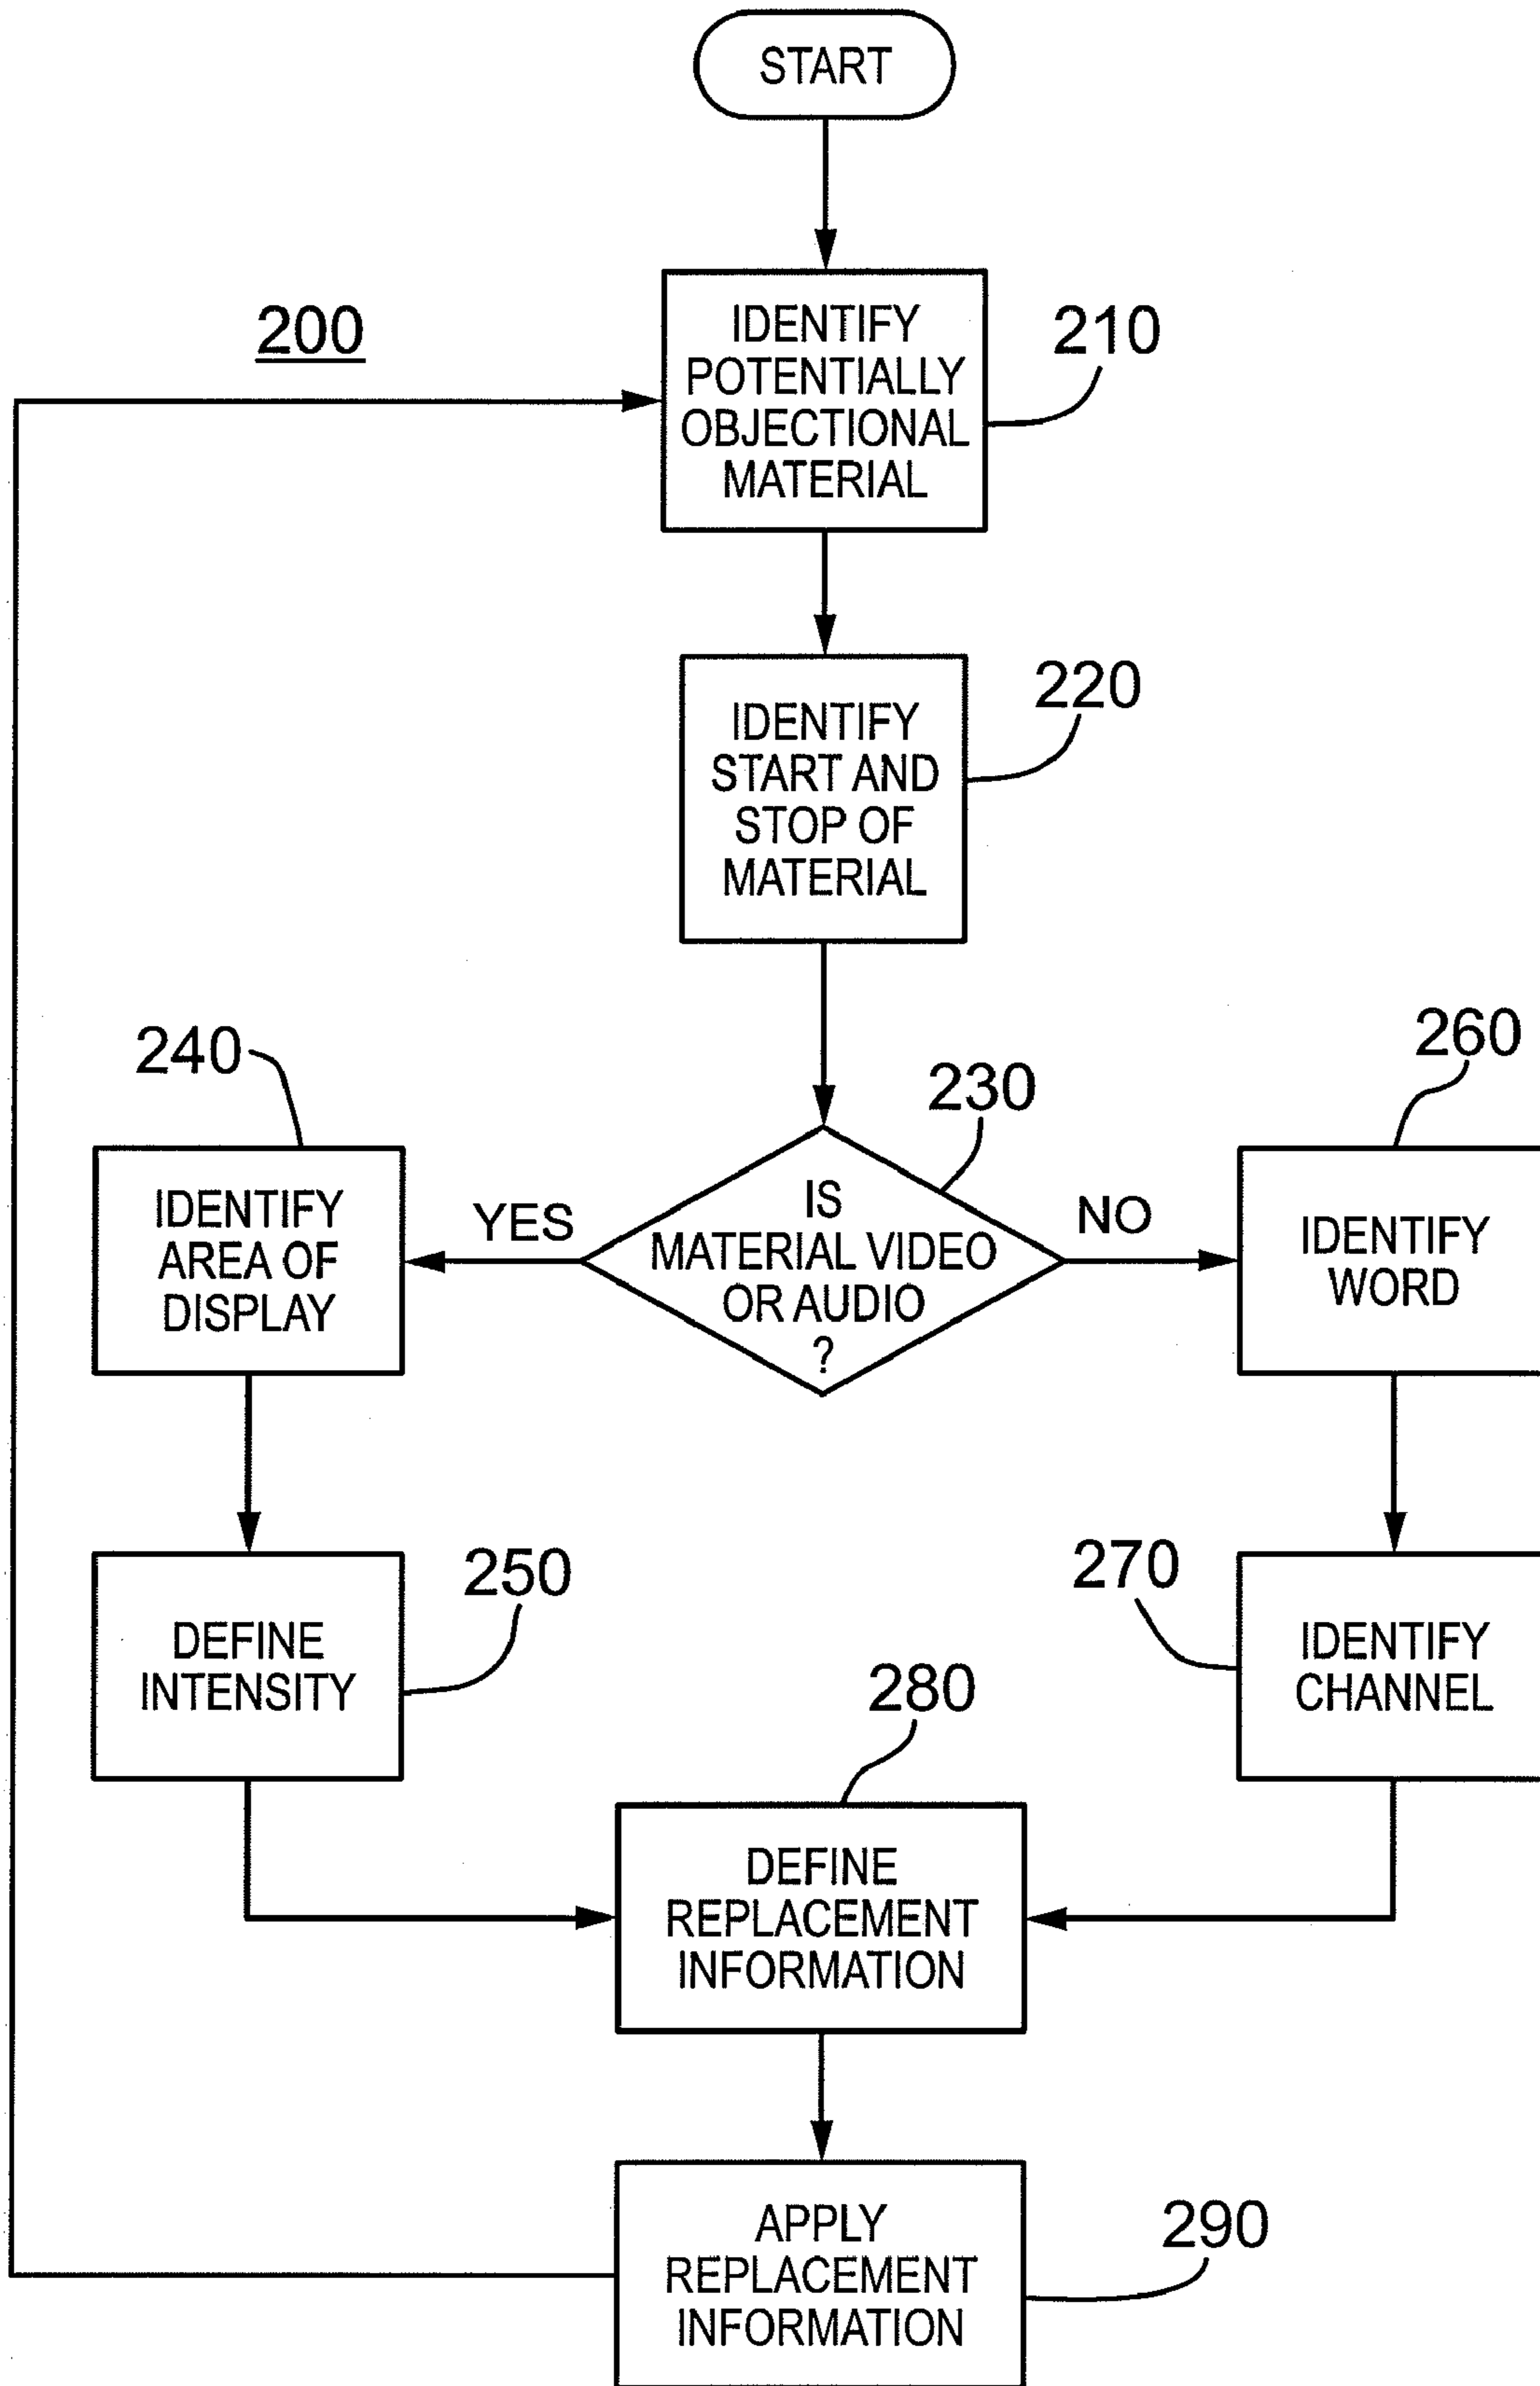 START
200
IDENTIFY
POTENTIALLY
OBJECTIONAL
MATERIAL
210
IDENTIFY
START AND
STOP OF
MATERIAL
220
240
230
260
IDENTIFY
AREA OF
DISPLAY
YES
IS
MATERIAL VIDEO
OR AUDIO
?
NO
IDENTIFY
WORD
DEFINE
INTENSITY
250
270
IDENTIFY
CHANNEL
280
DEFINE
REPLACEMENT
INFORMATION
APPLY
REPLACEMENT
INFORMATION
290